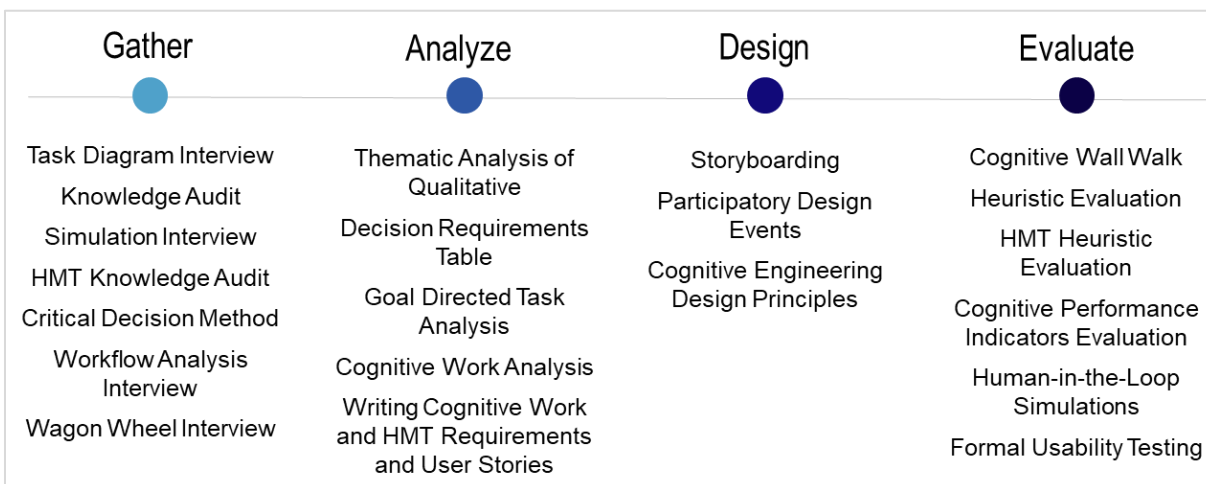 Gather
Task Diagram Interview
Knowledge Audit
Simulation Interview
HMT Knowledge Audit
Critical Decision Method
Workflow Analysis
Interview
Wagon Wheel Interview
Analyze
Thematic Analysis of
Qualitative
Decision Requirements
Table
Goal Directed Task
Analysis
Cognitive Work Analysis
Writing Cognitive Work
and HMT Requirements
and User Stories
Design
Storyboarding
Participatory Design
Events
Cognitive Engineering
Design Principles
Evaluate
Cognitive Wall Walk
Heuristic Evaluation
HMT Heuristic
Evaluation
Cognitive Performance
Indicators Evaluation
Human-in-the-Loop
Simulations
Formal Usability Testing